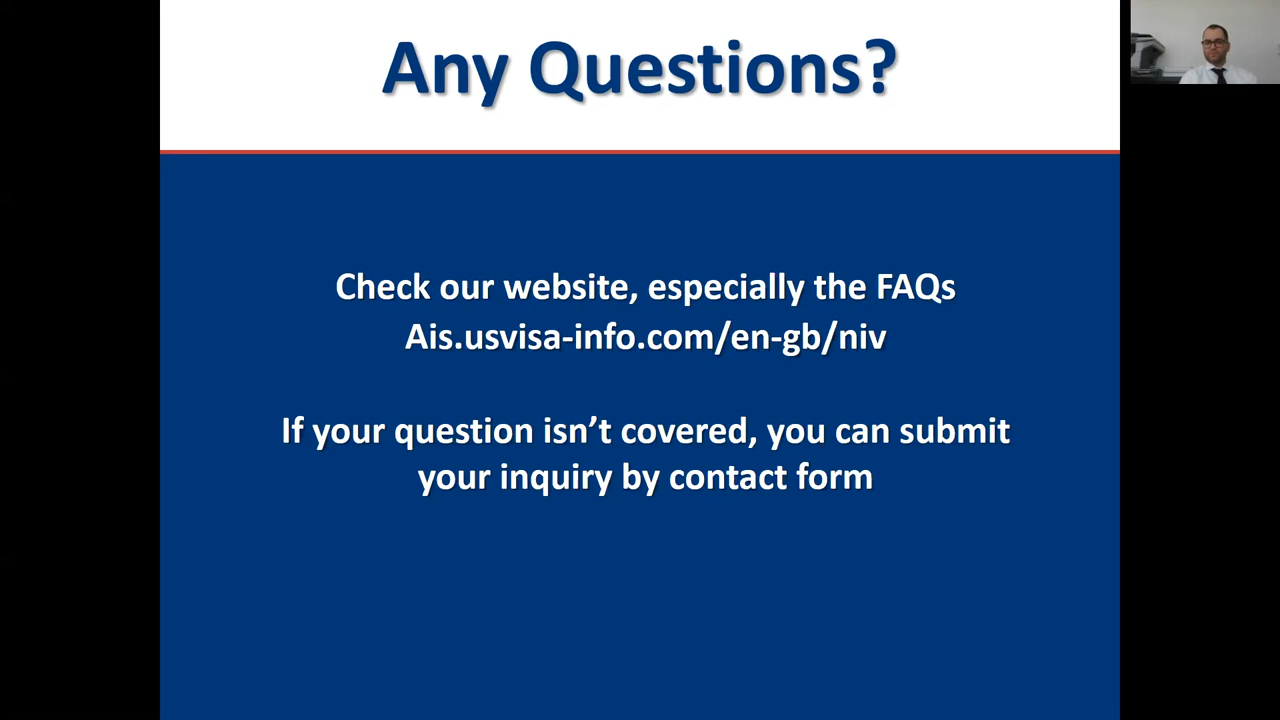 Any Questions?
Check our website, especially the FAQs
Ais.usvisa-info.com/en-gb/niv
If your question isn’t covered, you can submit
your inquiry by contact form